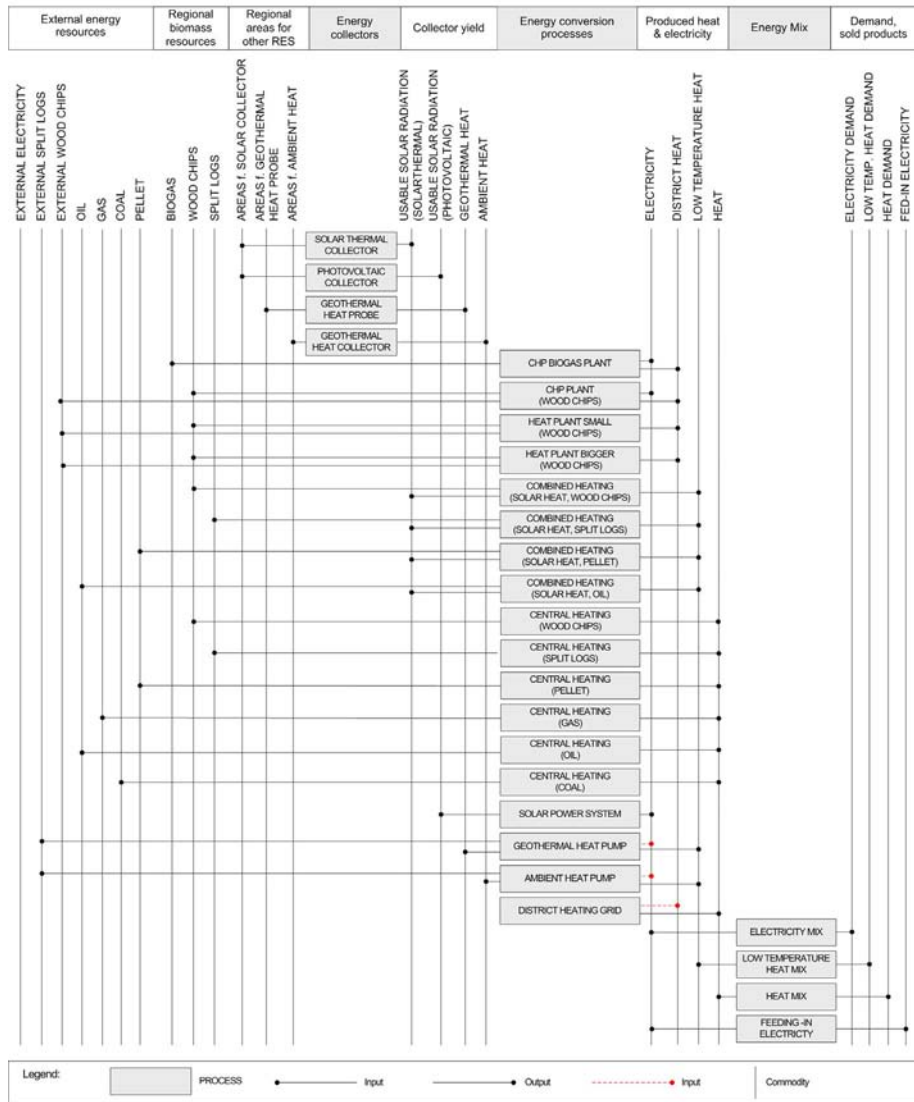 External energy
resources
Regional
biomass
resources
Regional
areas for
other RES
Energy
collectors
Collector yield
Energy conversion
processes
Produced heat
& electricity
Energy Mix
Demand,
sold products
EXTERNAL ELECTRICITY
EXTERNAL SPLIT LOGS
EXTERNAL WOOD CHIPS
OIL
GAS
COAL
PELLET
BIOGAS
WOOD CHIPS
SPLIT LOGS
AREAS f. SOLAR COLLECTOR
AREAS f. GEOTHERMAL
HEAT PROBE
AREAS f. AMBIENT HEAT
USABLE SOLAR RADIATION
(SOLARTHERMAL)
USABLE SOLAR RADIATION
(PHOTOVOLTAIC)
GEOTHERMAL HEAT
AMBIENT HEAT
ELECTRICITY
DISTRICT HEAT
LOW TEMPERATURE HEAT
HEAT
ELECTRICITY DEMAND
LOW TEMP. HEAT DEMAND
HEAT DEMAND
FED-IN ELECTRICITY
SOLAR THERMAL
COLLECTOR
PHOTOVOLTAIC
COLLECTOR
GEOTHERMAL
HEAT PROBE
GEOTHERMAL
HEAT COLLECTOR
CHP BIOGAS PLANT
CHP PLANT
(WOOD CHIPS)
HEAT PLANT SMALL
(WOOD CHIPS)
HEAT PLANT BIGGER
(WOOD CHIPS)
COMBINED HEATING
(SOLAR HEAT, WOOD CHIPS)
COMBINED HEATING
(SOLAR HEAT, SPLIT LOGS)
COMBINED HEATING
(SOLAR HEAT, PELLET)
COMBINED HEATING
(SOLAR HEAT, OIL)
CENTRAL HEATING
(WOOD CHIPS)
CENTRAL HEATING
(SPLIT LOGS)
CENTRAL HEATING
(PELLET)
CENTRAL HEATING
(GAS)
CENTRAL HEATING
(OIL)
CENTRAL HEATING
(COAL)
SOLAR POWER SYSTEM
GEOTHERMAL HEAT PUMP
AMBIENT HEAT PUMP
DISTRICT HEATING GRID
ELECTRICITY MIX
LOW TEMPERATURE
HEAT MIX
HEAT MIX
FEEDING -IN
ELECTRICTY
Legend:
PROCESS
Input
Output
Input
Commodity